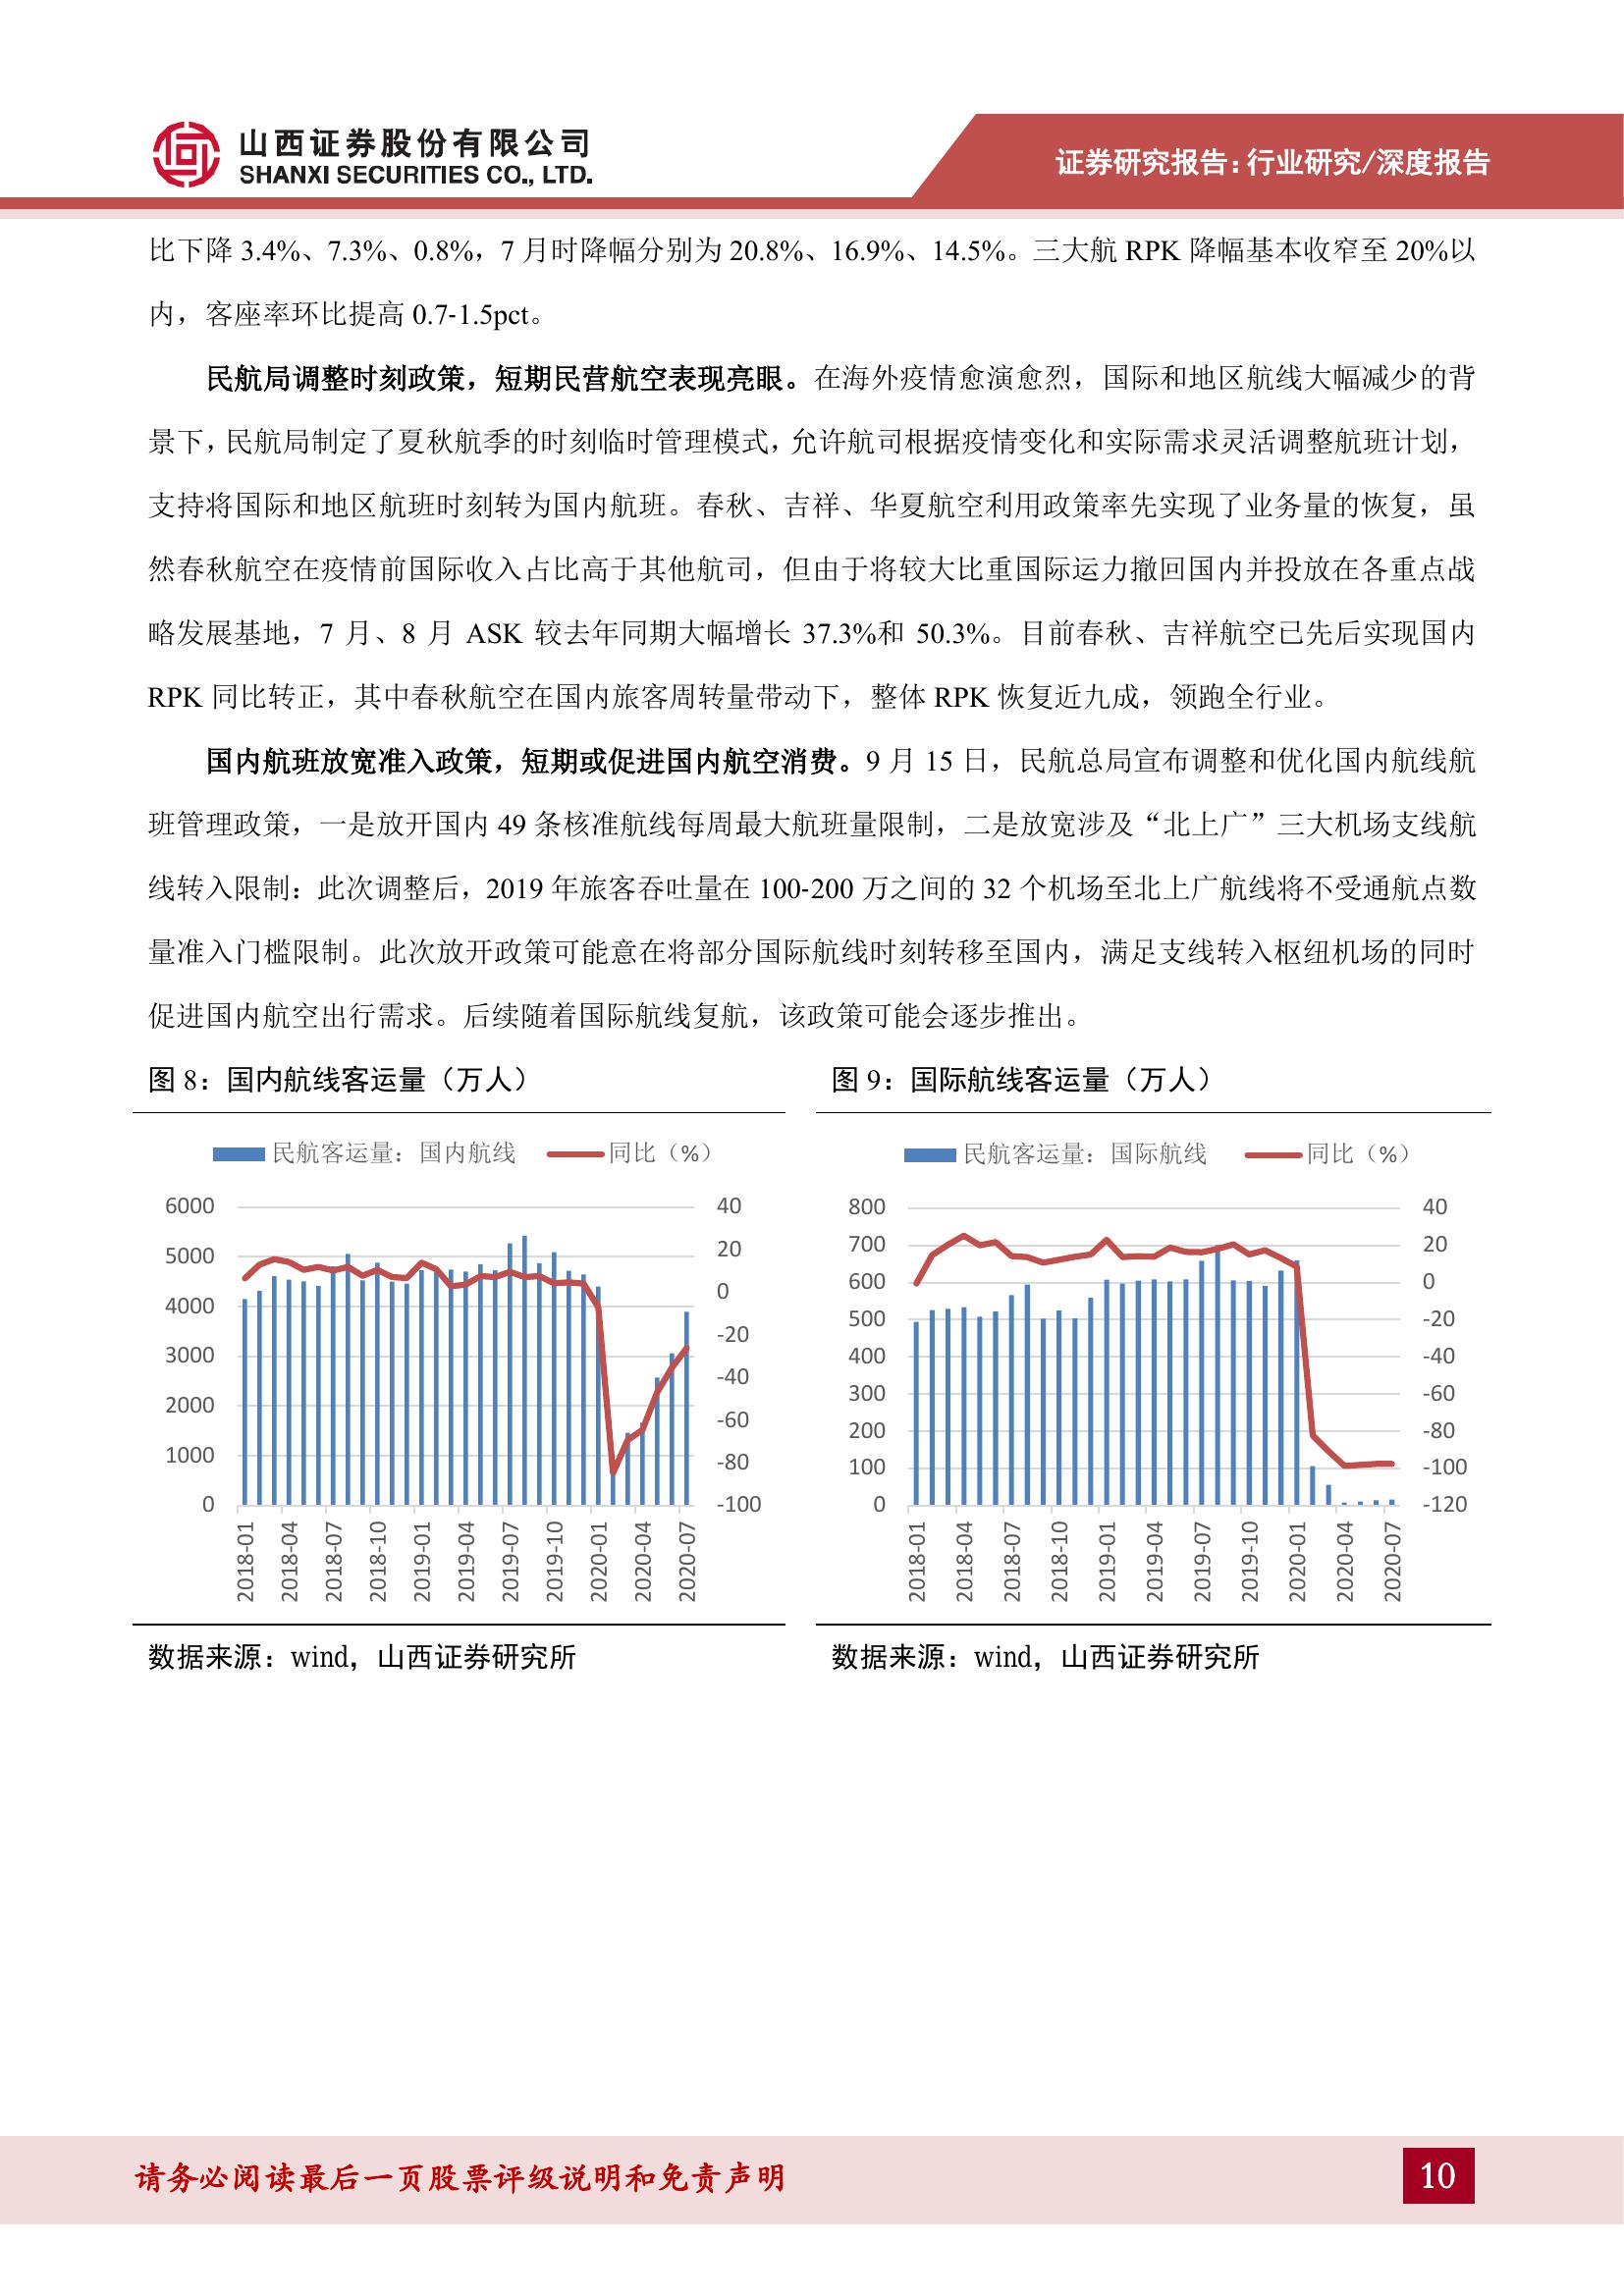 山西证券股份有限公司
SHANXI SECURITIES CO., LTD.
证券研究报告：行业研究/深度报告
比下降 3.4%、7.3%、0.8%，7 月时降幅分别为 20.8%、16.9%、14.5%。三大航 RPK 降幅基本收窄至 20%以
内，客座率环比提高 0.7-1.5pct。
民航局调整时刻政策，短期民营航空表现亮眼。在海外疫情愈演愈烈，国际和地区航线大幅减少的背
景下，民航局制定了夏秋航季的时刻临时管理模式，允许航司根据疫情变化和实际需求灵活调整航班计划，
支持将国际和地区航班时刻转为国内航班。春秋、吉祥、华夏航空利用政策率先实现了业务量的恢复，虽
然春秋航空在疫情前国际收入占比高于其他航司，但由于将较大比重国际运力撤回国内并投放在各重点战
略发展基地，7 月、8 月 ASK 较去年同期大幅增长 37.3%和 50.3%。目前春秋、吉祥航空已先后实现国内
RPK 同比转正，其中春秋航空在国内旅客周转量带动下，整体 RPK 恢复近九成，领跑全行业。
国内航班放宽准入政策，短期或促进国内航空消费。9 月 15 日，民航总局宣布调整和优化国内航线航
班管理政策，一是放开国内 49 条核准航线每周最大航班量限制，二是放宽涉及“北上广”三大机场支线航
线转入限制：此次调整后，2019 年旅客吞吐量在 100-200 万之间的 32 个机场至北上广航线将不受通航点数
量准入门槛限制。此次放开政策可能意在将部分国际航线时刻转移至国内，满足支线转入枢纽机场的同时
促进国内航空出行需求。后续随着国际航线复航，该政策可能会逐步推出。
图 8：国内航线客运量（万人）
民航客运量：国内航线 同比（%）
6000 40
5000 20
4000 0
3000 -20
2000 -40
1000 -60
0 -80
-100
2018-01 2018-04 2018-07 2018-10 2019-01 2019-04 2019-07 2019-10 2020-01 2020-04 2020-07
数据来源：wind，山西证券研究所
图 9：国际航线客运量（万人）
民航客运量：国际航线 同比（%）
800 40
700 20
600 0
500 -20
400 -40
300 -60
200 -80
100 -100
0 -120
2018-01 2018-04 2018-07 2018-10 2019-01 2019-04 2019-07 2019-10 2020-01 2020-04 2020-07
数据来源：wind，山西证券研究所
请务必阅读最后一页股票评级说明和免责声明
10